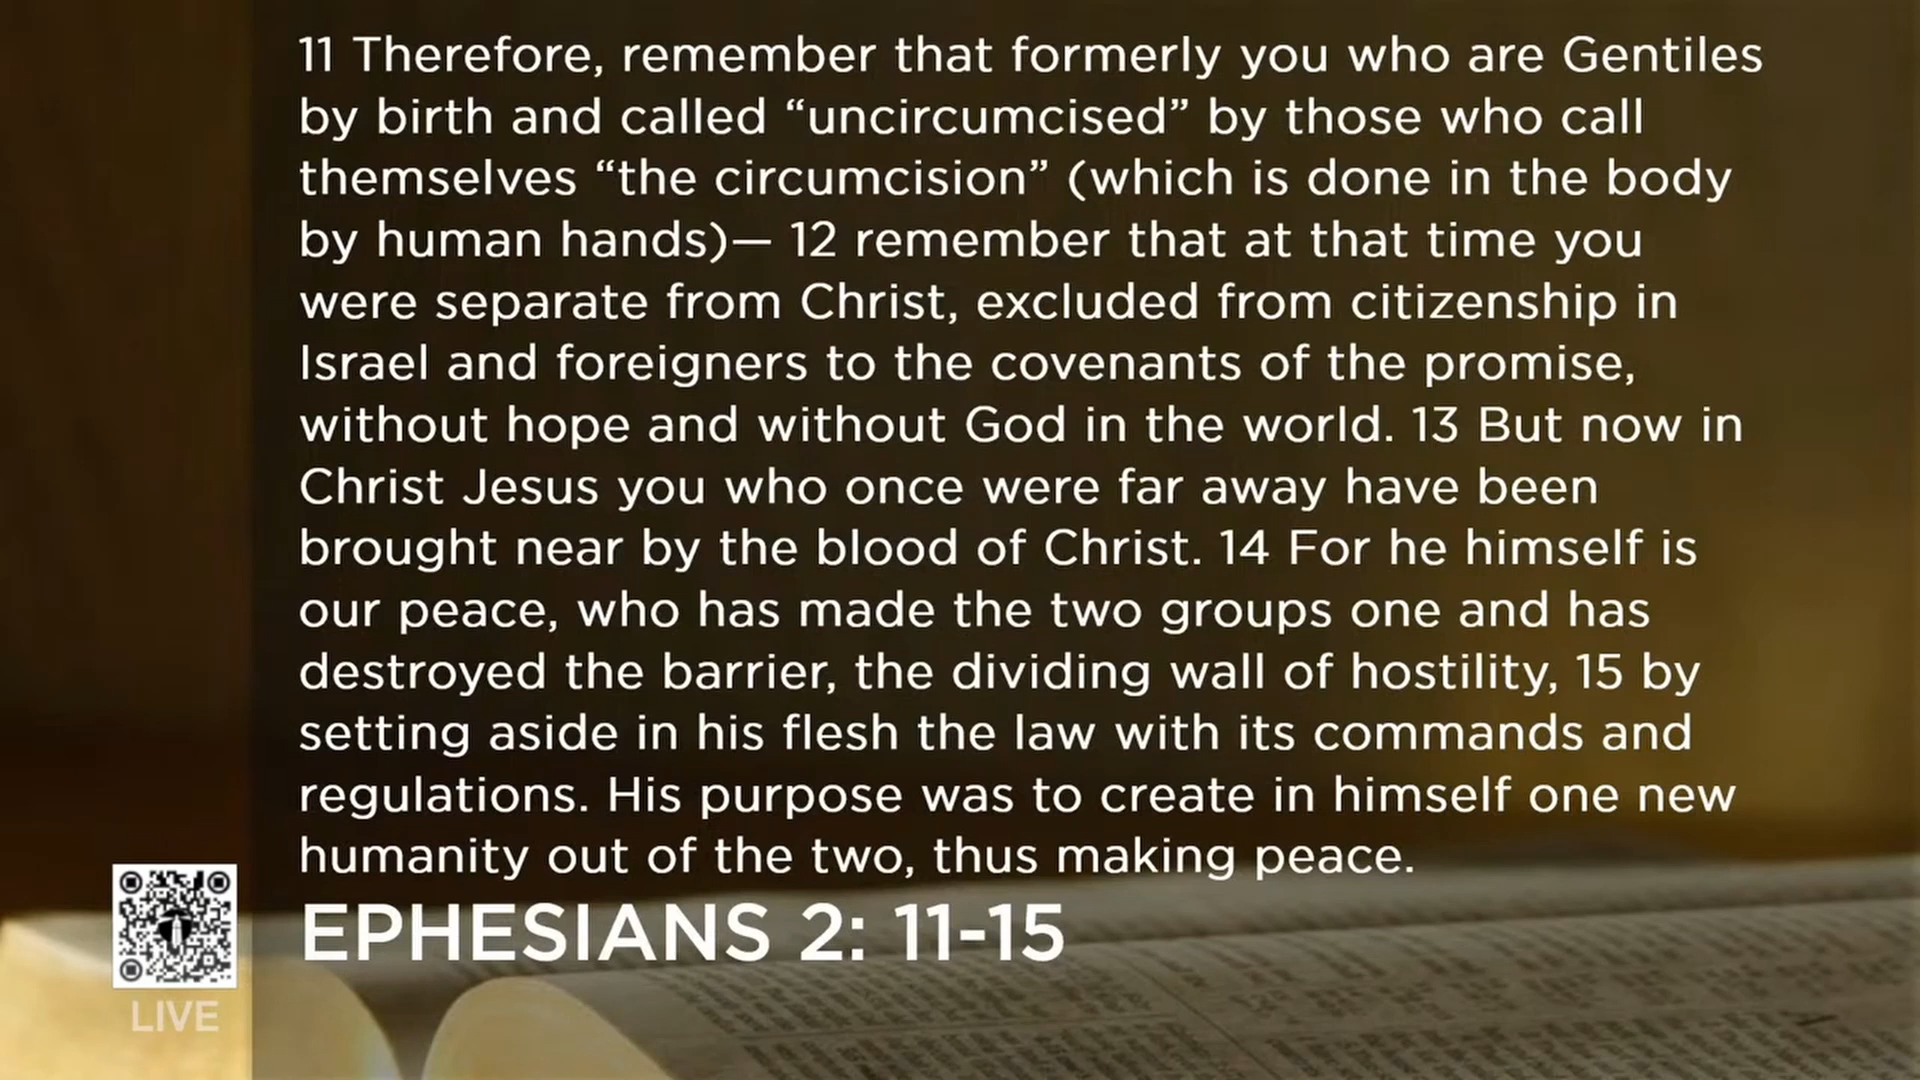 11 Therefore, remember that formerly you who are Gentiles
by birth and called “uncircumcised” by those who call
themselves “the circumcision” (which is done in the body
by human hands)— 12 remember that at that time you
were separate from Christ, excluded from citizenship in
Israel and foreigners to the covenants of the promise,
without hope and without God in the world. 13 But now in
Christ Jesus you who once were far away have been
brought near by the blood of Christ. 14 For he himself is
our peace, who has made the two groups one and has
destroyed the barrier, the dividing wall of hostility, 15 by
setting aside in his flesh the law with its commands and
regulations. His purpose was to create in himself one new
humanity out of the two, thus making peace.
EPHESIANS 2: 11-15
LIVE